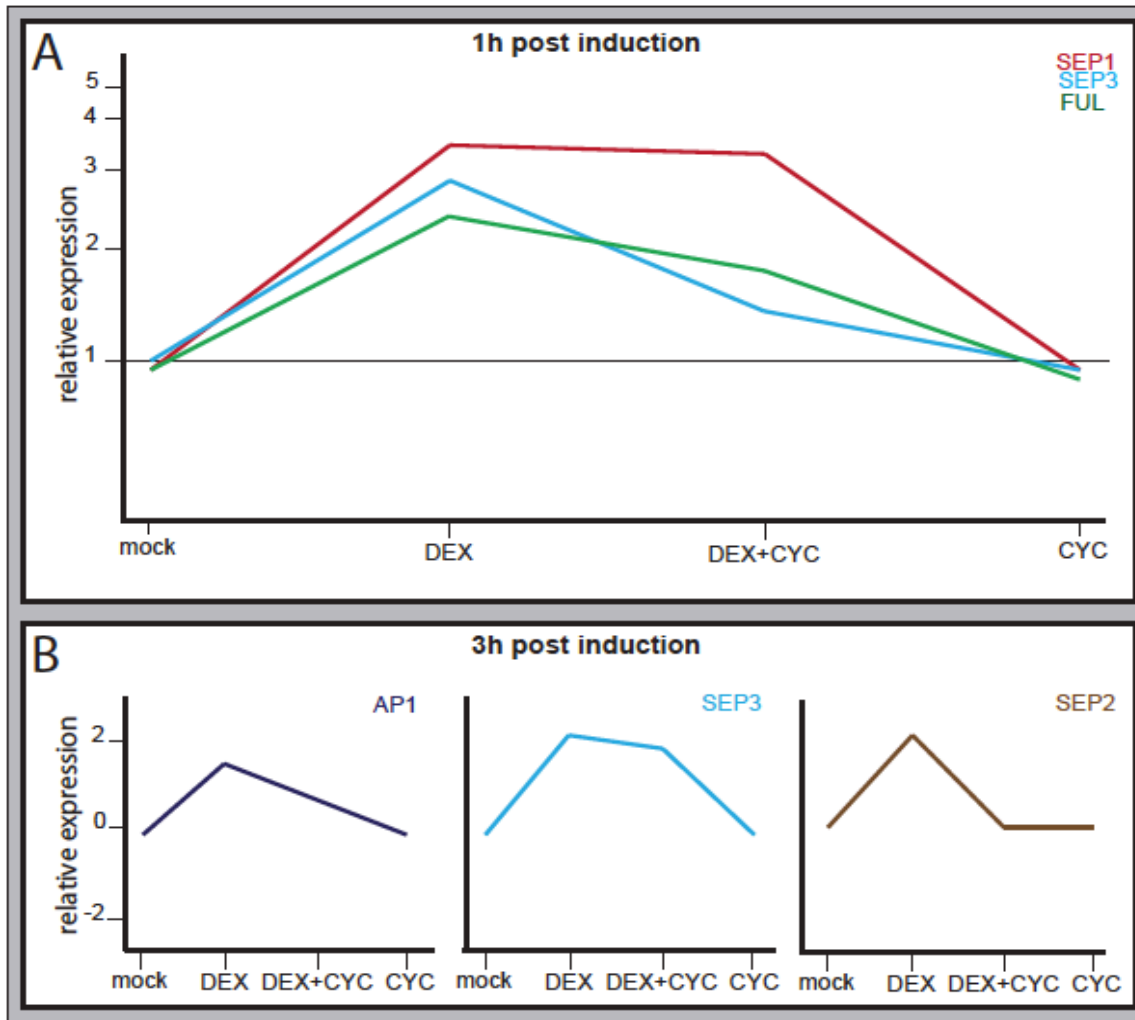 A
1h post induction
SEP1
SEP3
FUL
relative expression
5
4
3
2
1
mock DEX DEX+CYC CYC
B
3h post induction
AP1 SEP3 SEP2
relative expression
2
0
-2
mock DEX DEX+CYC CYC mock DEX DEX+CYC CYC mock DEX DEX+CYC CYC